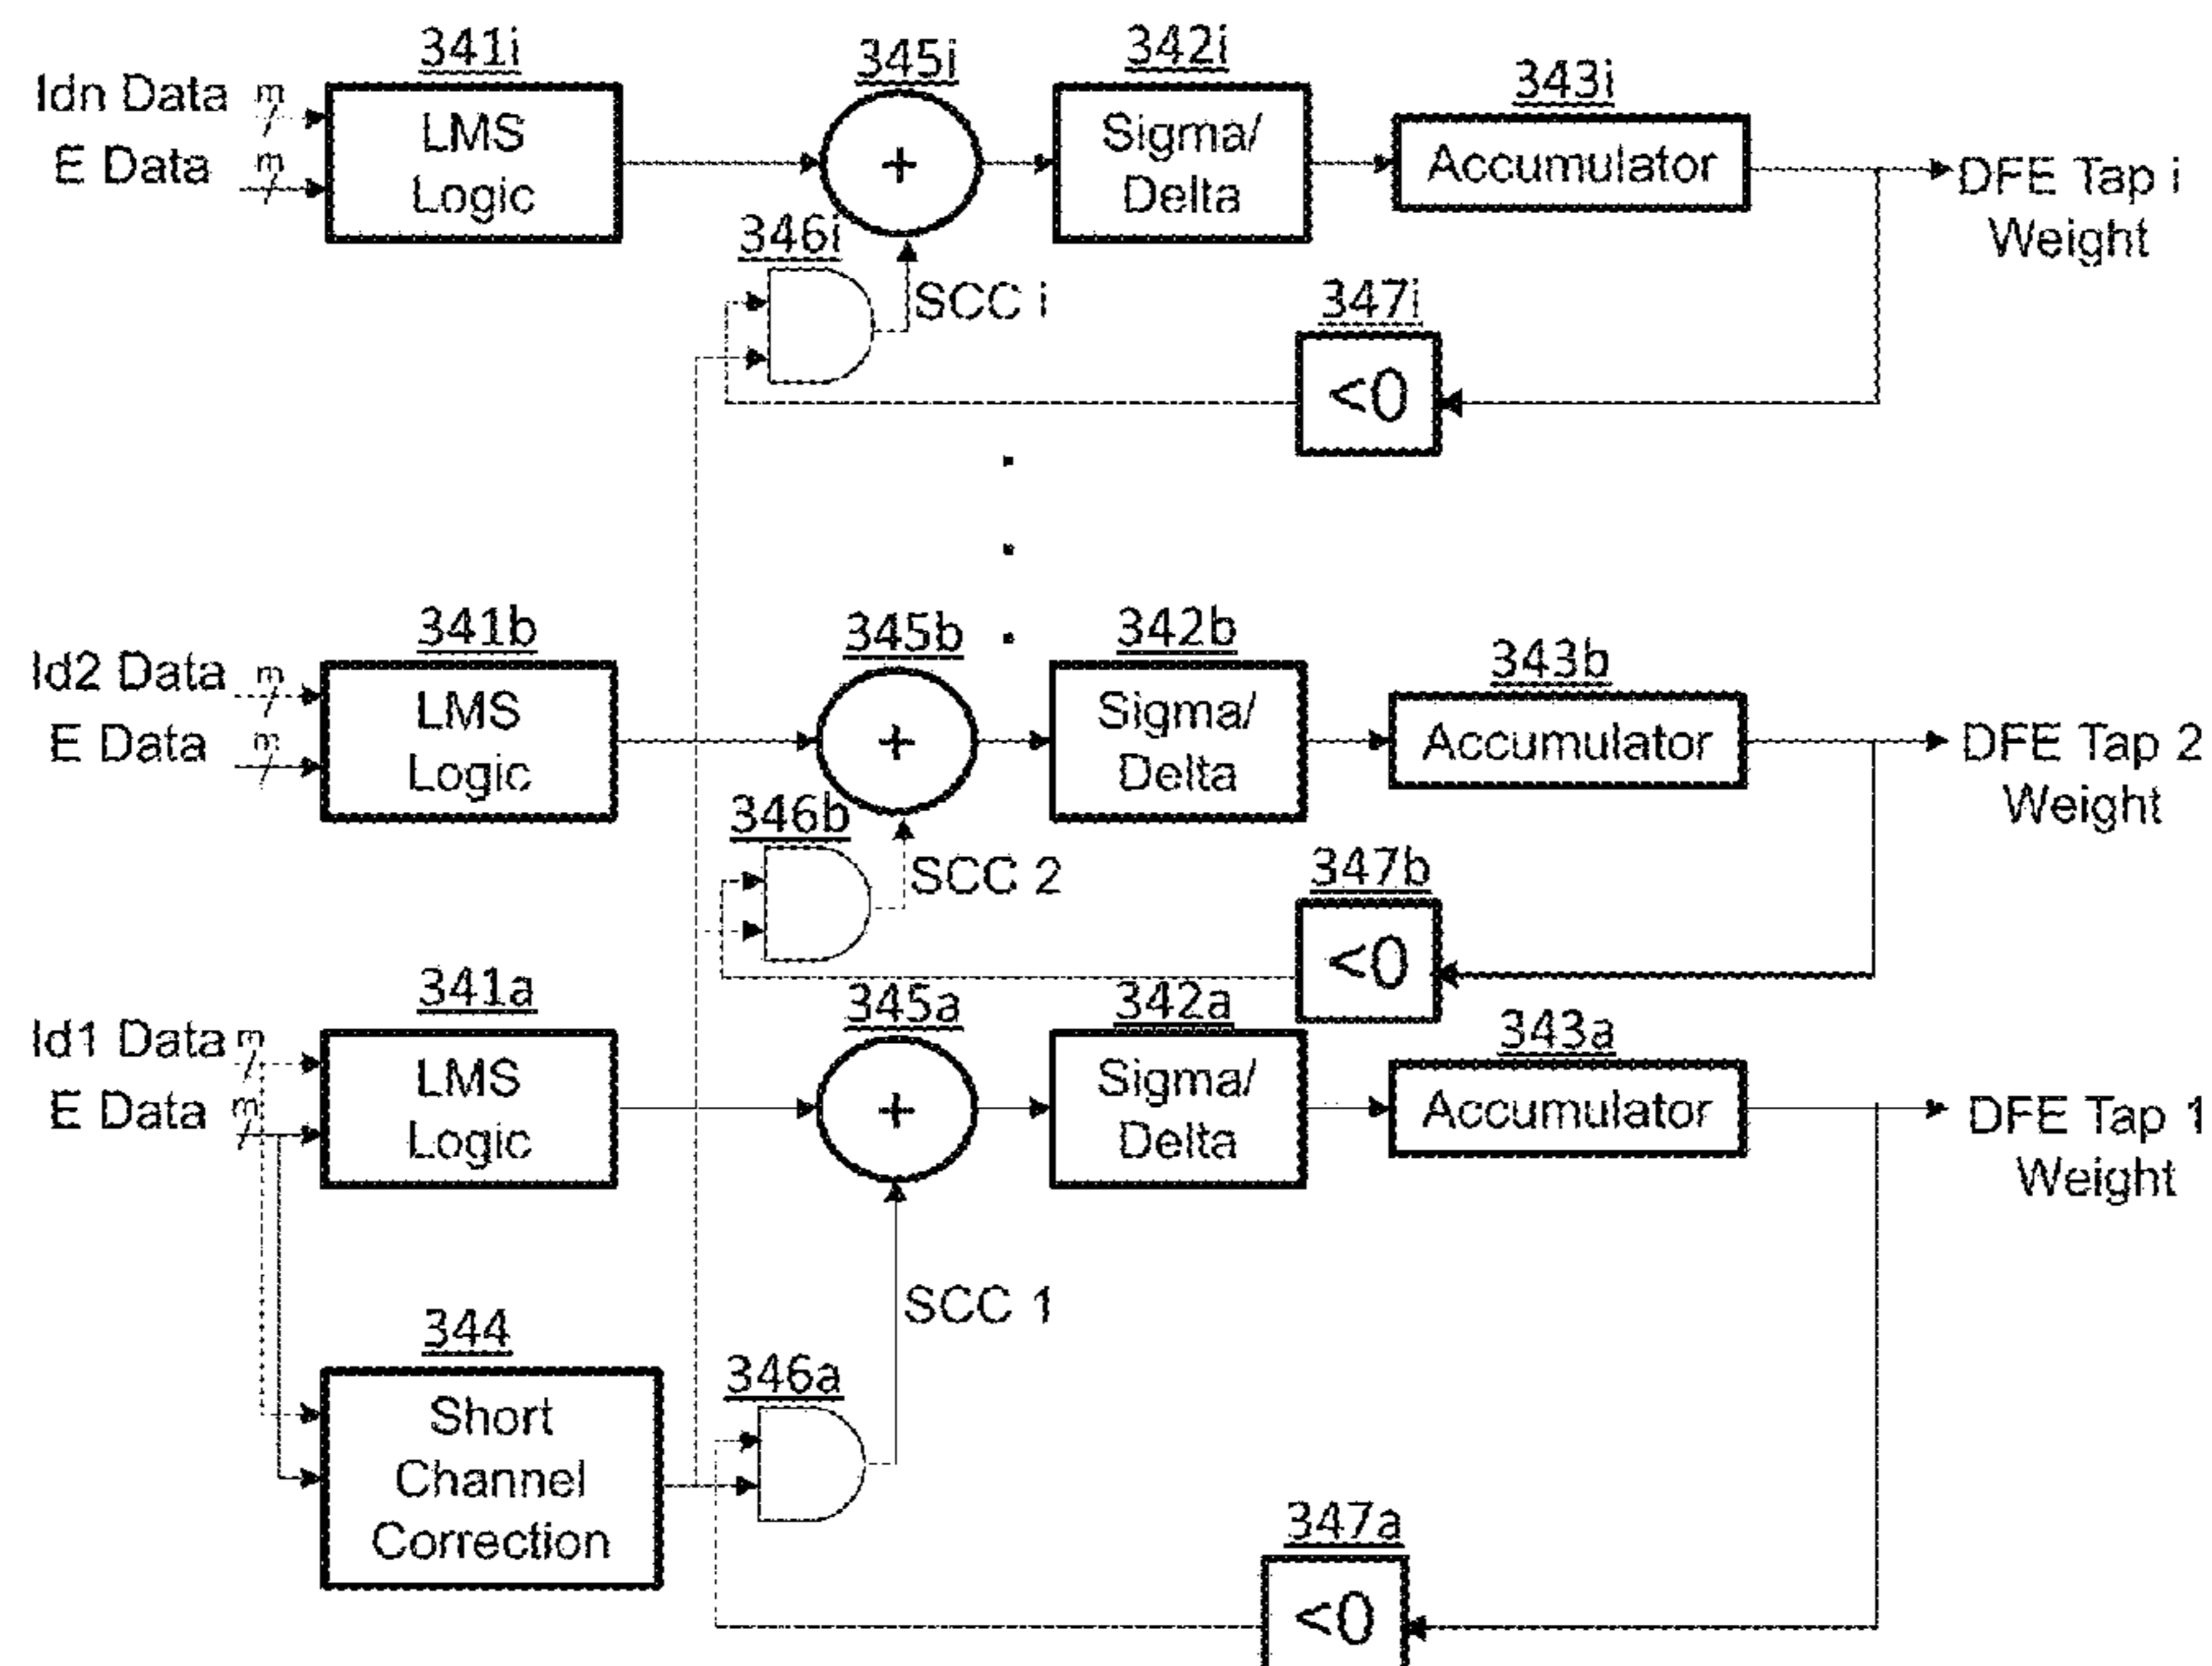 341i
345i
342i
343i
Idn Data
m
E Data
m
LMS
Logic
+
Sigma/
Delta
Accumulator
DFE Tap i
Weight
346i
SCC i
347i
<0
.
.
.
341b
345b
342b
343b
Id2 Data
m
E Data
m
LMS
Logic
+
Sigma/
Delta
Accumulator
DFE Tap 2
Weight
346b
SCC 2
347b
<0
341a
345a
342a
343a
Id1 Data
m
E Data
m
LMS
Logic
+
Sigma/
Delta
Accumulator
DFE Tap 1
Weight
SCC 1
344
Short
Channel
Correction
346a
347a
<0